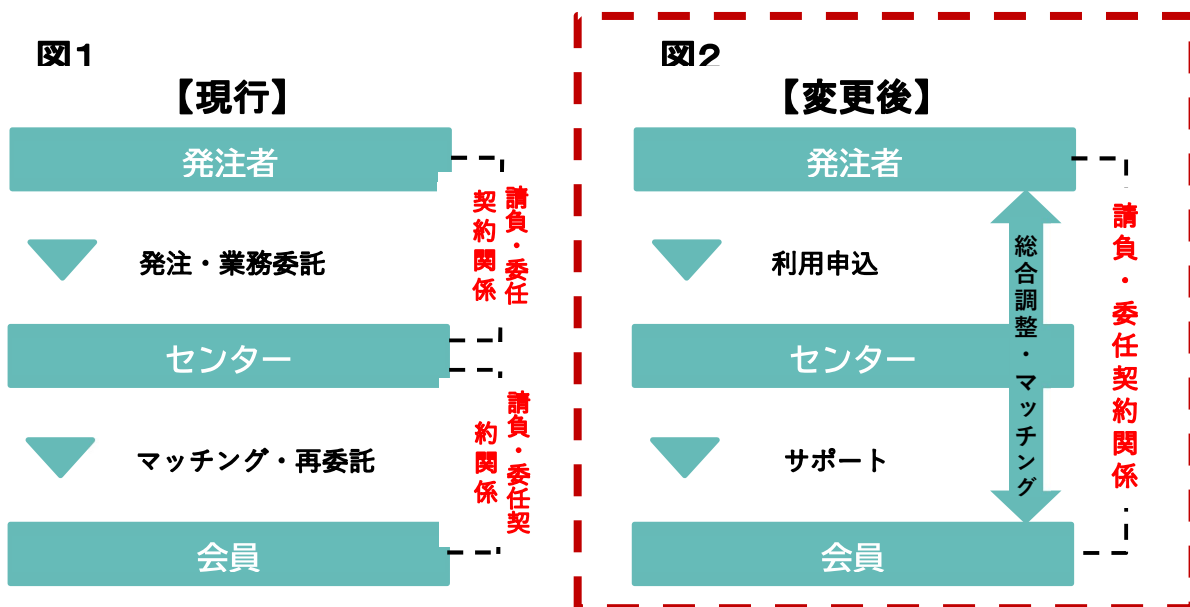 図1
【現行】
発注者
請負・委任
契約関係
発注・業務委託
センター
請負・委任契
約関係
マッチング・再委託
会員
図2
【変更後】
発注者
利用申込
総合調整・マッチング
請負・委任契約関係
センター
サポート
会員